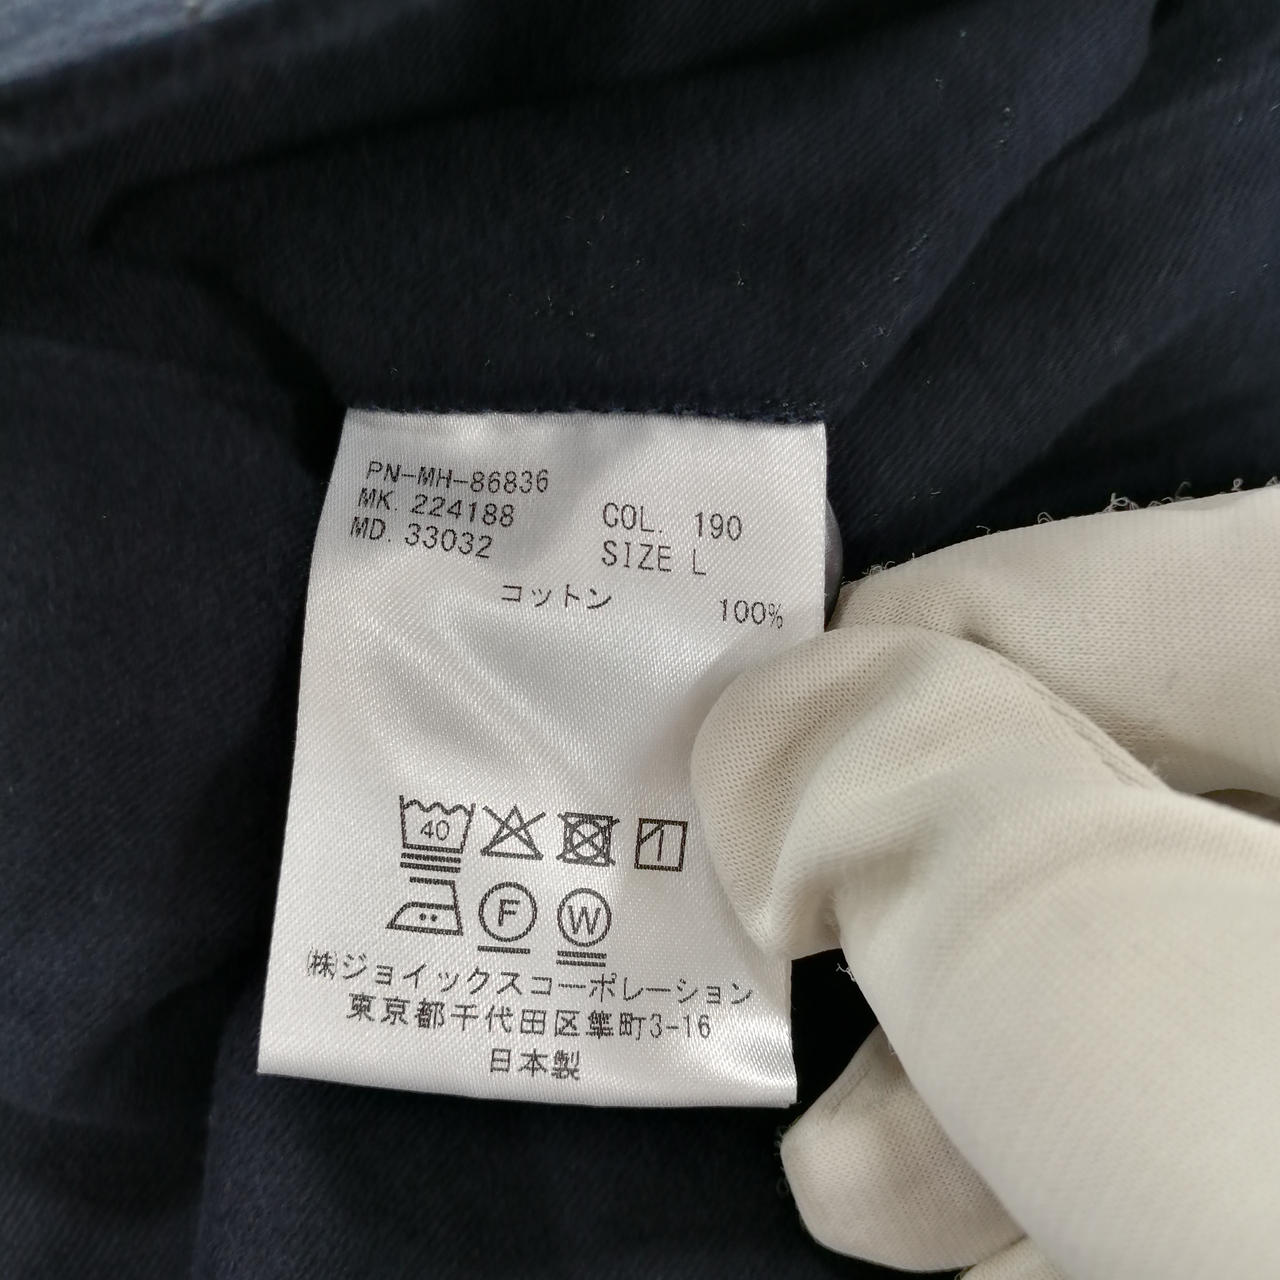 PN-MH-86836
MK. 224188
MD. 33032
COL. 190
SIZE L
コットン 100%
40
F W
㈱ジョイックスコーポレーション
東京都千代田区隼町3-16
日本製